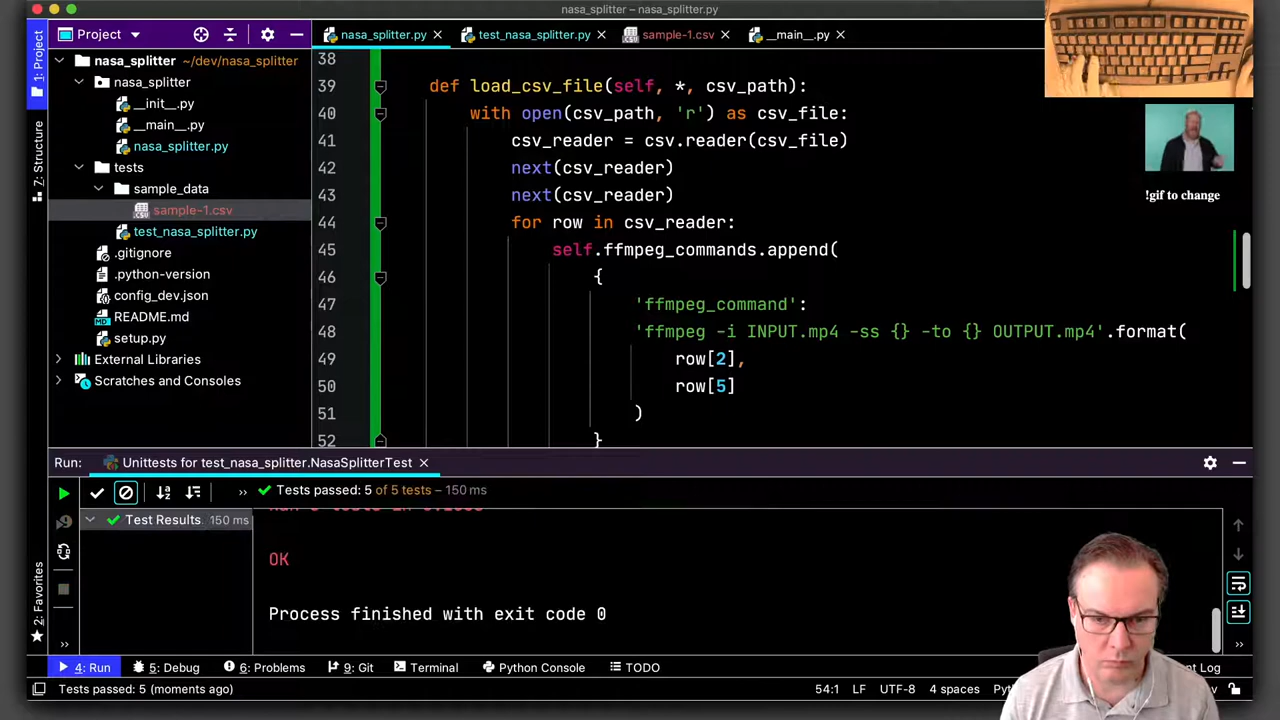 nasa_splitter – nasa_splitter.py
Project
nasa_splitter.py
test_nasa_splitter.py
sample-1.csv
__main__.py
1: Project
7: Structure
2: Favorites
nasa_splitter ~/dev/nasa_splitter
nasa_splitter
__init__.py
__main__.py
nasa_splitter.py
tests
sample_data
sample-1.csv
test_nasa_splitter.py
.gitignore
.python-version
config_dev.json
README.md
setup.py
External Libraries
Scratches and Consoles
38
39 def load_csv_file(self, *, csv_path):
40 with open(csv_path, 'r') as csv_file:
41 csv_reader = csv.reader(csv_file)
42 next(csv_reader)
43 next(csv_reader)
44 for row in csv_reader:
45 self.ffmpeg_commands.append(
46 {
47 'ffmpeg_command':
48 'ffmpeg -i INPUT.mp4 -ss {} -to {} OUTPUT.mp4'.format(
49 row[2],
50 row[5]
51 )
52 }
!gif to change
Run: Unittests for test_nasa_splitter.NasaSplitterTest
Tests passed: 5 of 5 tests – 150 ms
Test Results 150 ms
OK
Process finished with exit code 0
4: Run
5: Debug
6: Problems
9: Git
Terminal
Python Console
TODO
nt Log
Tests passed: 5 (moments ago)
54:1
LF
UTF-8
4 spaces